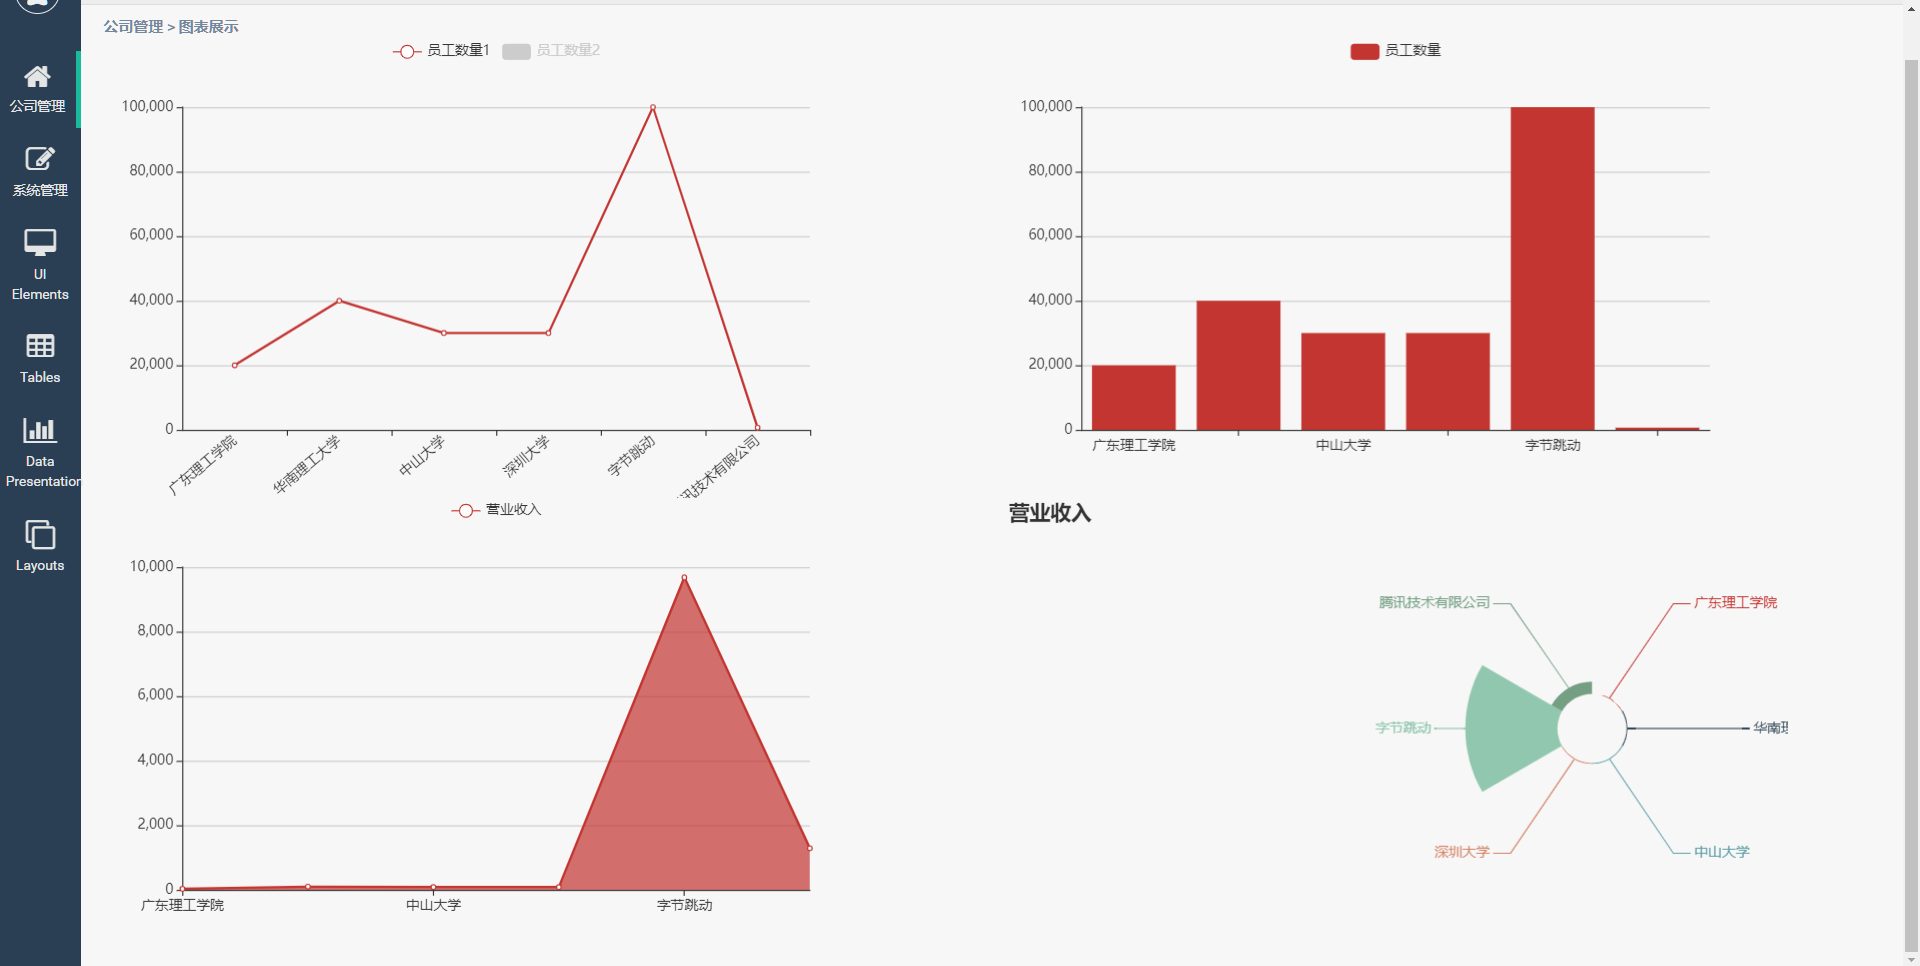 公司管理 > 图表展示
公司管理
系统管理
UI
Elements
Tables
Data
Presentation
Layouts
员工数量1 员工数量2
100,000
80,000
60,000
40,000
20,000
0
广东理工学院 华南理工大学 中山大学 深圳大学 字节跳动 讯技术有限公司
员工数量
100,000
80,000
60,000
40,000
20,000
0
广东理工学院 中山大学 字节跳动
营业收入
10,000
8,000
6,000
4,000
2,000
0
广东理工学院 中山大学 字节跳动
营业收入
腾讯技术有限公司 广东理工学院
字节跳动 华南
深圳大学 中山大学